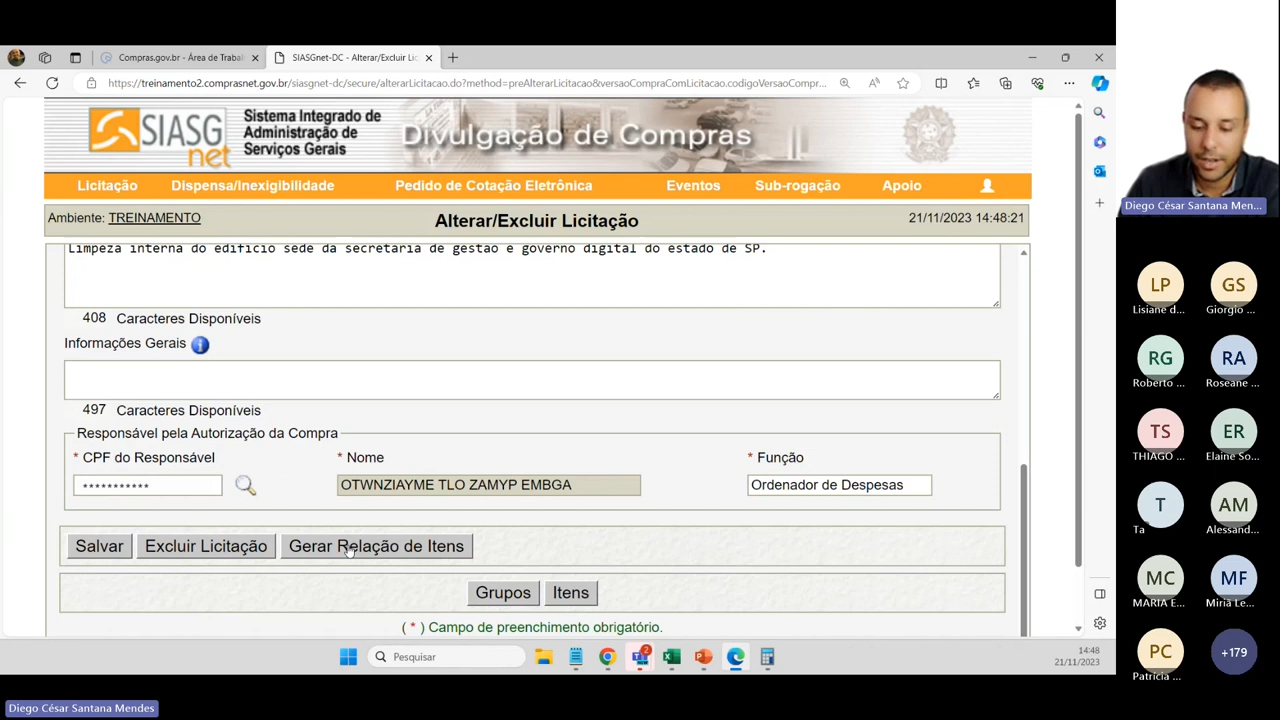 Compras.gov.br - Área de Trabal
SIASGnet-DC - Alterar/Excluir Lic
https://treinamento2.comprasnet.gov.br/siasgnet-dc/secure/alterarLicitacao.do?method=preAlterarLicitacao&versaoCompraComLicitacao.codigoVersaoCompr...
SIASG
net
Sistema Integrado de
Administração de
Serviços Gerais
Divulgação de Compras
Licitação
Dispensa/Inexigibilidade
Pedido de Cotação Eletrônica
Eventos
Sub-rogação
Apoio
Ambiente: TREINAMENTO
Alterar/Excluir Licitação
21/11/2023 14:48:21
Limpeza interna do edifício sede da secretaria de gestao e governo digital do estado de SP.
408 Caracteres Disponíveis
Informações Gerais
497 Caracteres Disponíveis
Responsável pela Autorização da Compra
* CPF do Responsável
* Nome
* Função
***********
OTWNZIAYME TLO ZAMYP EMBGA
Ordenador de Despesas
Salvar
Excluir Licitação
Gerar Relação de Itens
Grupos
Itens
( * ) Campo de preenchimento obrigatório.
Pesquisar
2
14:48
21/11/2023
Diego César Santana Men...
LP
Lisiane d...
GS
Giorgio ...
RG
Roberto ...
RA
Roseane ...
TS
THIAGO ...
ER
Elaine So...
T
Ta
AM
Alessand...
MC
MARIA E...
MF
Miriã Le...
PC
Patricia ...
+179
Diego César Santana Mendes